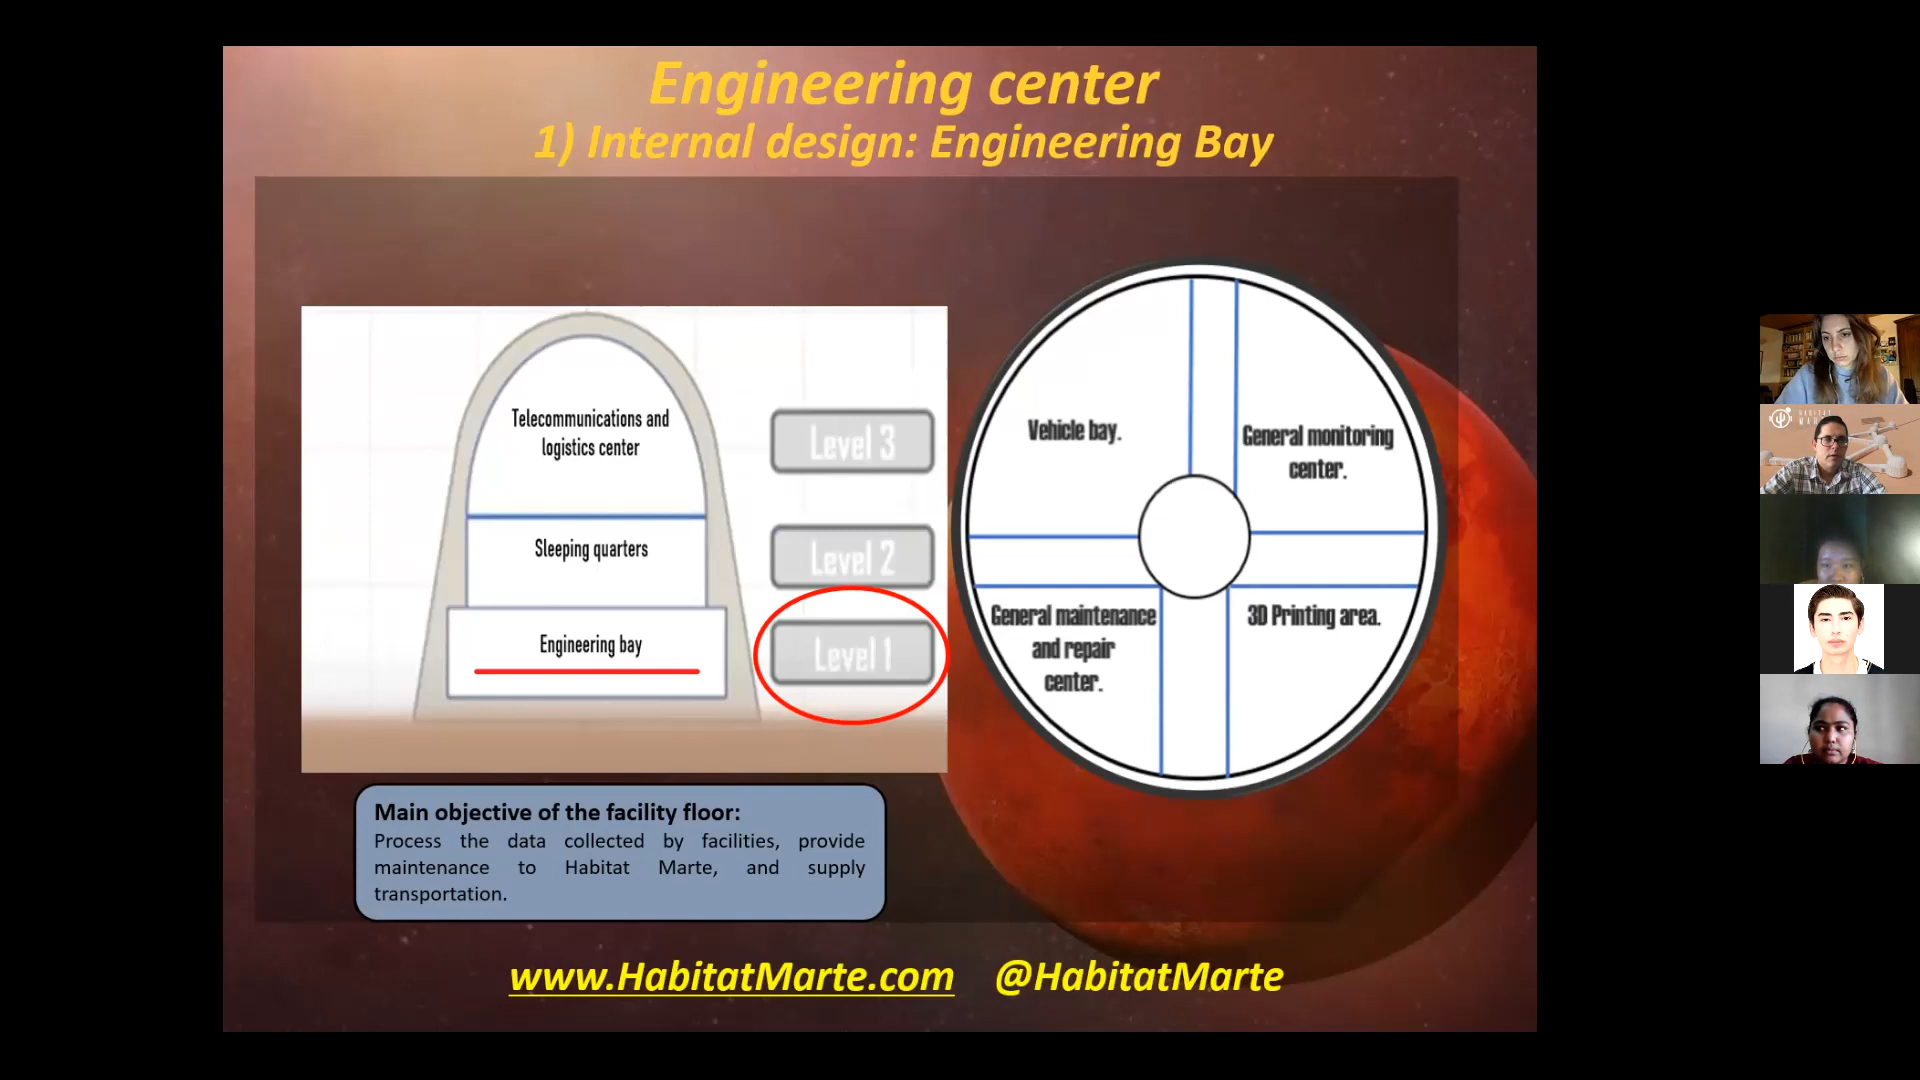 Engineering center
1) Internal design: Engineering Bay
Telecommunications and
logistics center
Sleeping quarters
Engineering bay
Level 3
Level 2
Level 1
Vehicle bay.
General monitoring
center.
General maintenance
and repair
center.
3D Printing area.
Main objective of the facility floor:
Process the data collected by facilities, provide
maintenance to Habitat Marte, and supply
transportation.
www.HabitatMarte.com @HabitatMarte
HABITAT